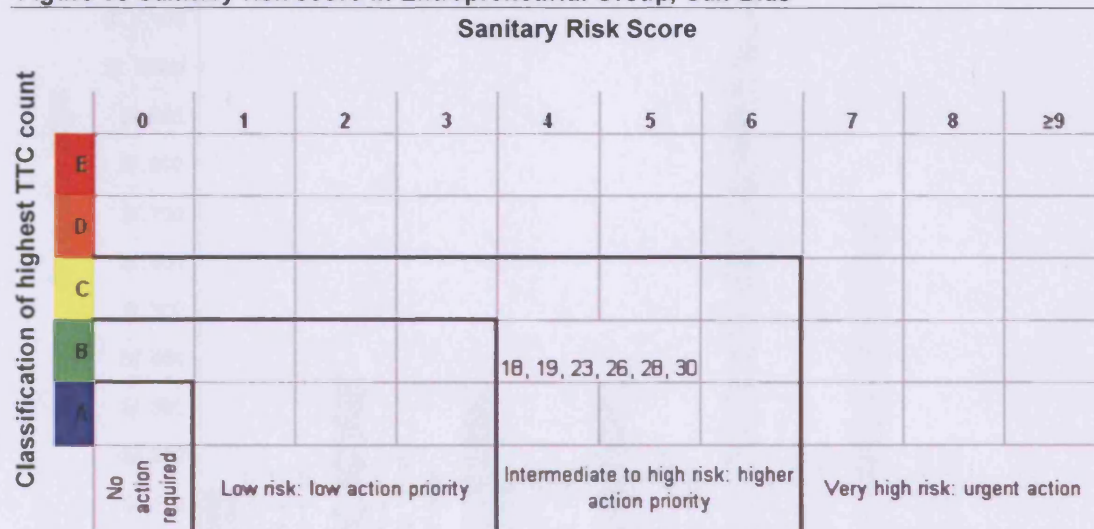 Sanitary Risk Score
Classification of highest TTC count
0 1 2 3 4 5 6 7 8 ≥9
E
D
C
B
18, 19, 23, 26, 28, 30
A
No
action
required
Low risk: low action priority
Intermediate to high risk: higher
action priority
Very high risk: urgent action